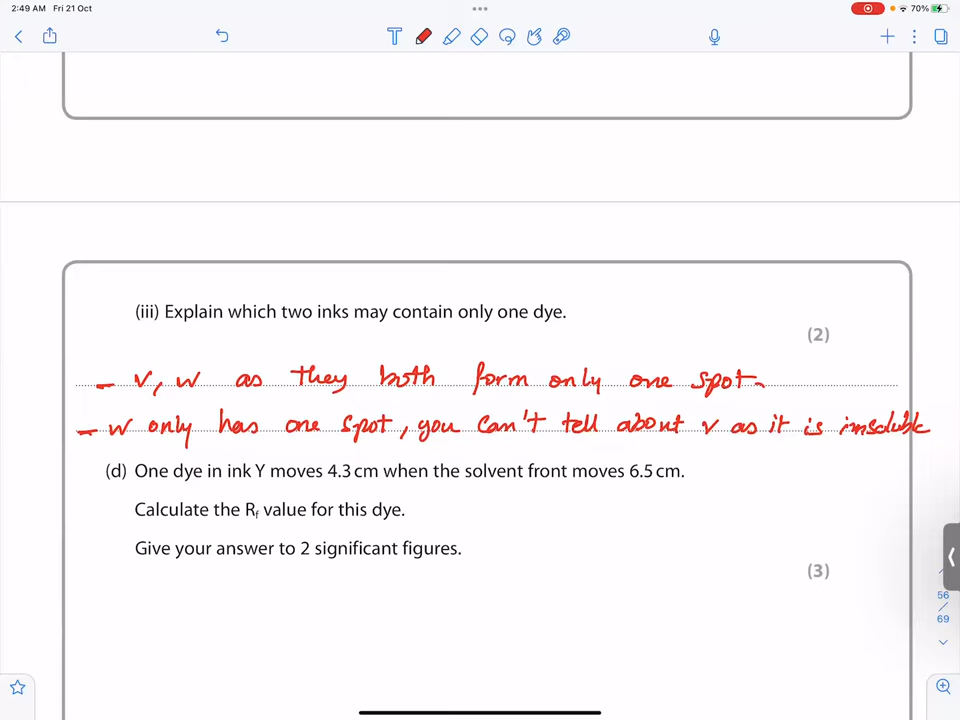 2:49 AM Fri 21 Oct
70%
(iii) Explain which two inks may contain only one dye.
(2)
- V, W as they both form only one spot.
- W only has one spot, you can't tell about V as it is insoluble
(d) One dye in ink Y moves 4.3 cm when the solvent front moves 6.5 cm.
Calculate the Rf value for this dye.
Give your answer to 2 significant figures.
(3)
56
/
69